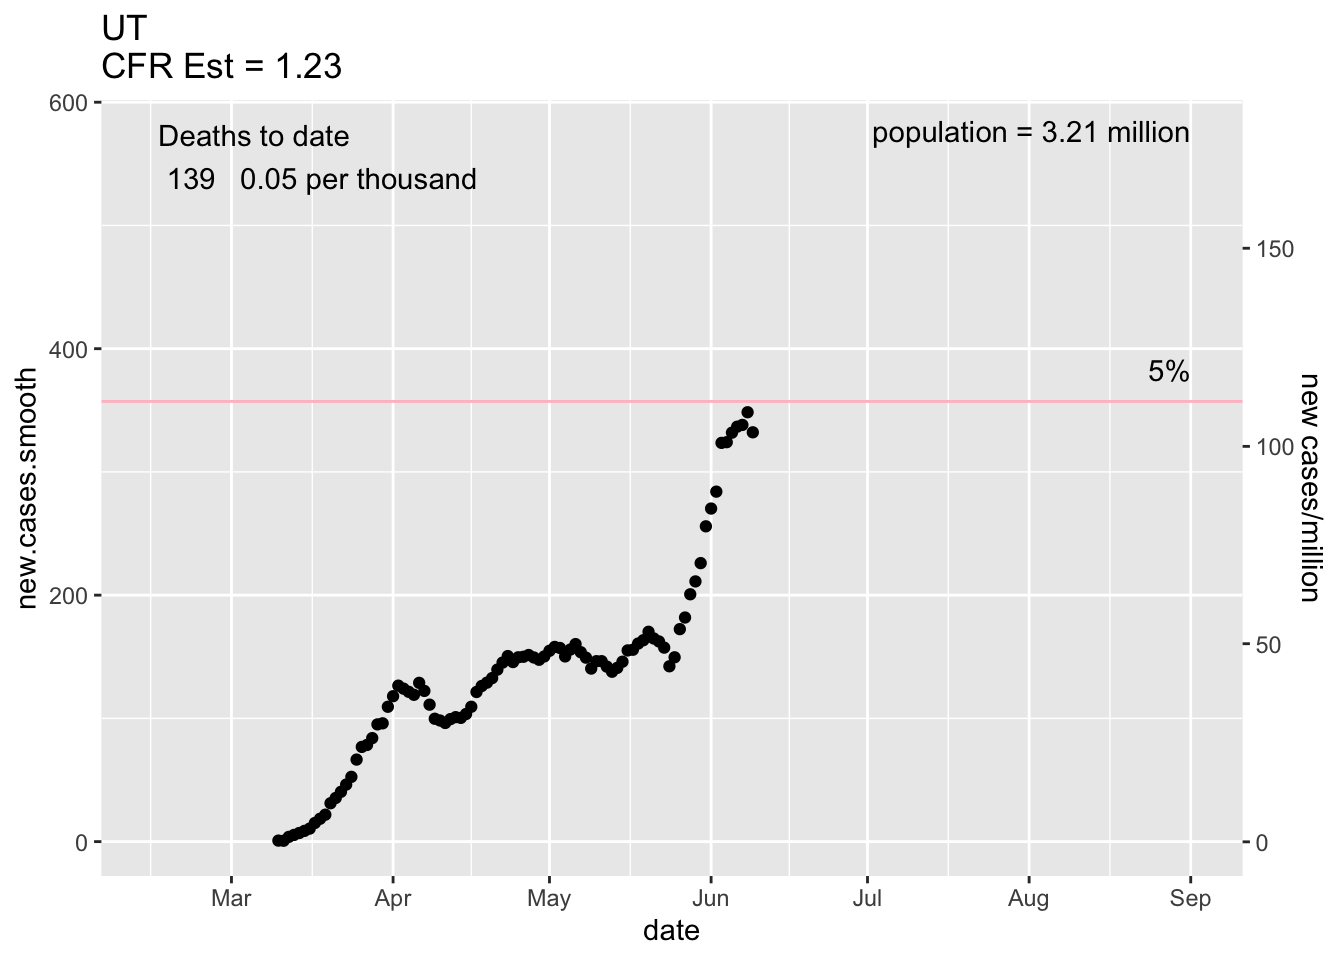 UT
CFR Est = 1.23
Deaths to date
139 0.05 per thousand
population = 3.21 million
5%
new.cases.smooth
600
400
200
0
150
100
50
0
new cases/million
Mar Apr May Jun Jul Aug Sep
date